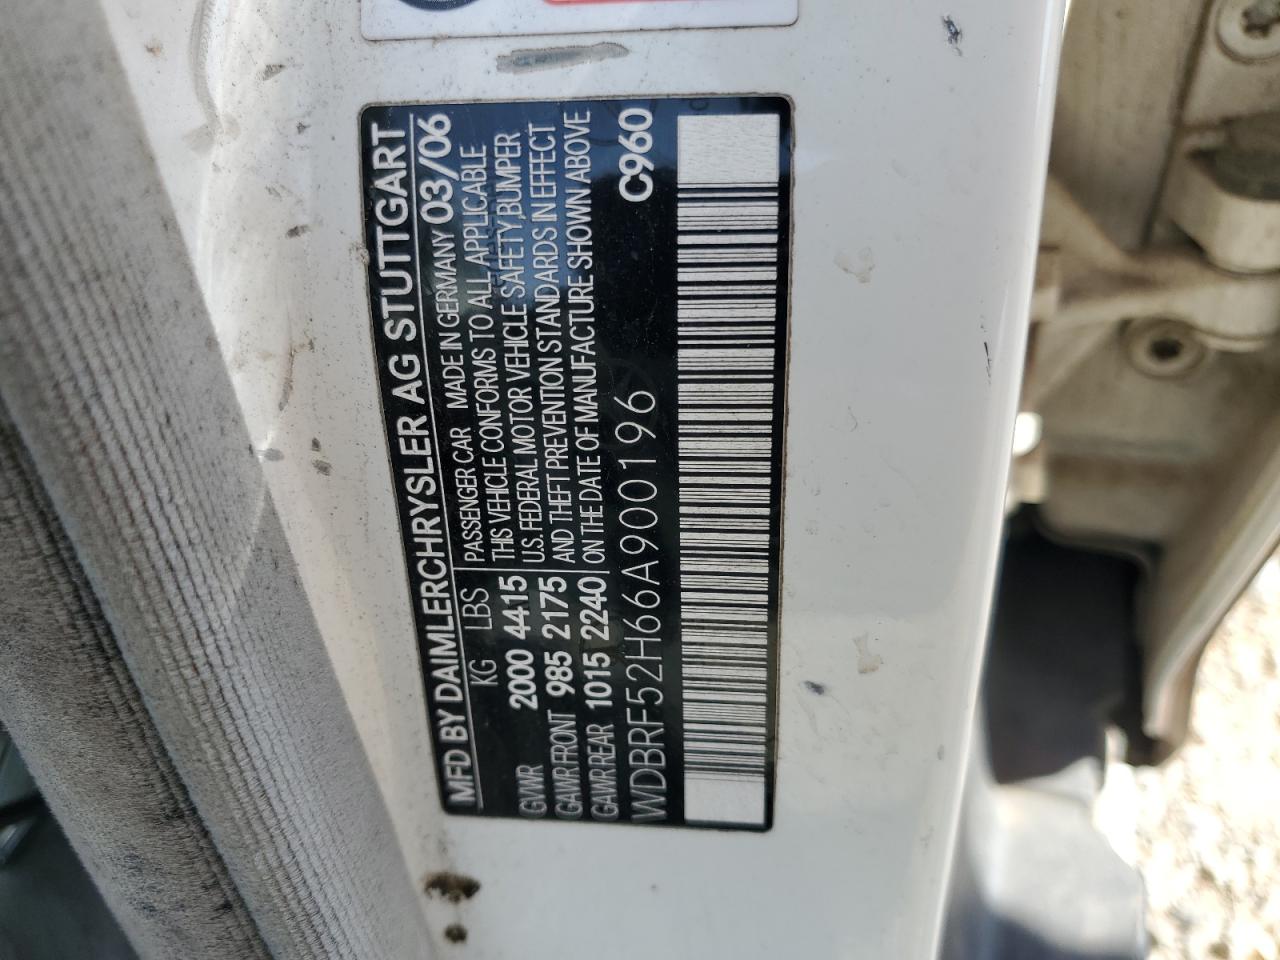 MFD BY DAIMLERCHRYSLER AG STUTTGART
KG LBS PASSENGER CAR MADE IN GERMANY 03/06
THIS VEHICLE CONFORMS TO ALL APPLICABLE
GVWR 2000 4415 U.S. FEDERAL MOTOR VEHICLE SAFETY,BUMPER
GAWR FRONT 985 2175 AND THEFT PREVENTION STANDARDS IN EFFECT
GAWR REAR 1015 2240 ON THE DATE OF MANUFACTURE SHOWN ABOVE
WDBRF52H66A900196 C960